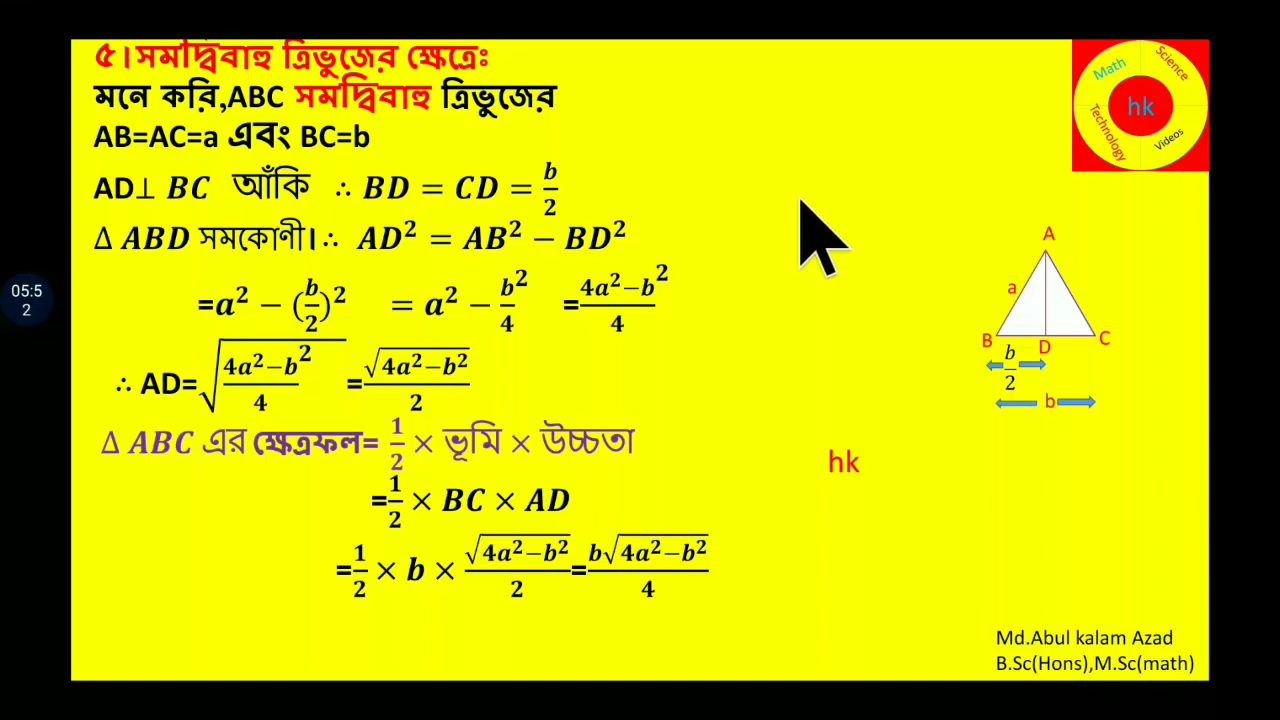 ৫। সমদ্বিবাহু ত্রিভুজের ক্ষেত্রেঃ
মনে করি,ABC সমদ্বিবাহু ত্রিভুজের
AB=AC=a এবং BC=b
AD⊥ BC আঁকি ∴ BD = CD = b/2
Δ ABD সমকোণী। ∴ AD² = AB² − BD²
=a² − (b/2)² = a² − b²/4 =(4a²−b²)/4
∴ AD=√((4a²−b²)/4) =√(4a²−b²)/2
Δ ABC এর ক্ষেত্রফল= 1/2 × ভূমি × উচ্চতা
=1/2 × BC × AD
=1/2 × b × √(4a²−b²)/2=b√(4a²−b²)/4
Math
Science
hk
Technology
Videos
A
a
B
D
C
b/2
b
hk
Md.Abul kalam Azad
B.Sc(Hons),M.Sc(math)
05:5
2